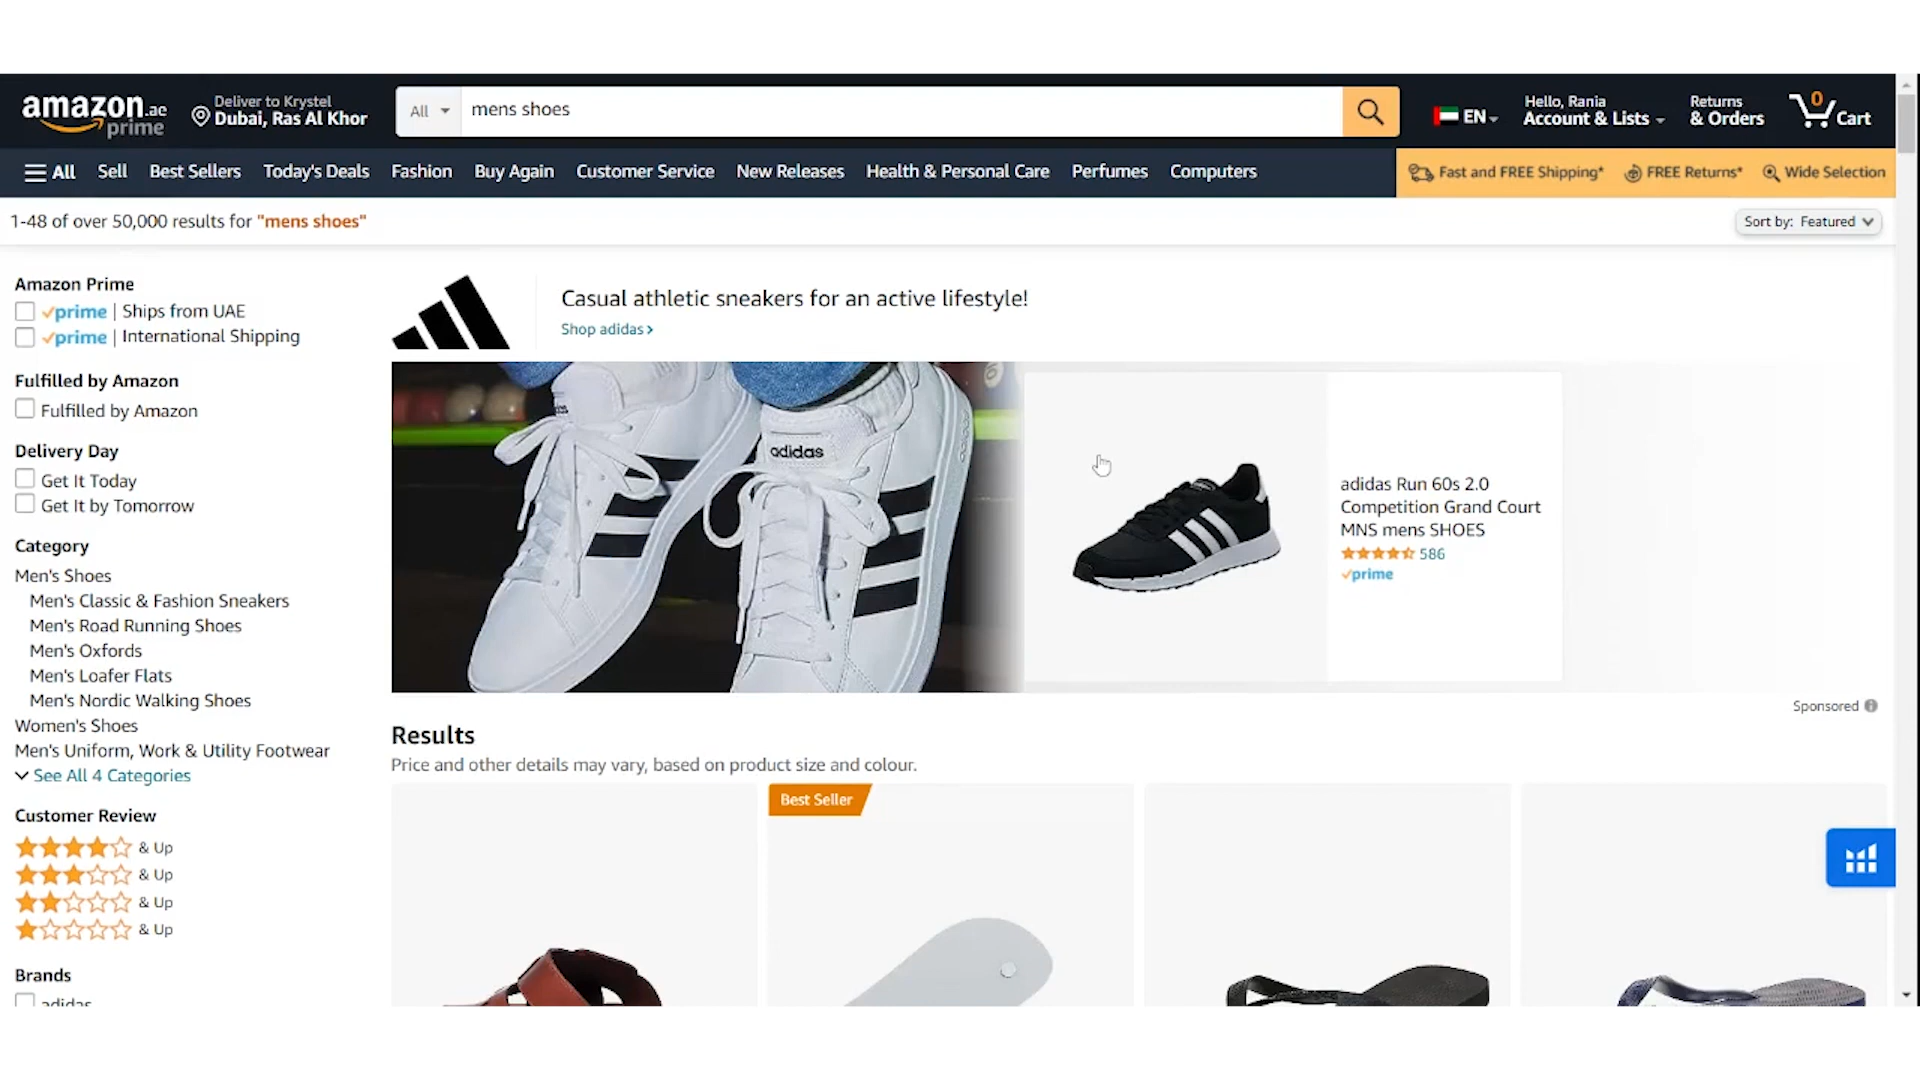 amazon.ae
prime
Deliver to Krystel
Dubai, Ras Al Khor
All
mens shoes
EN
Hello, Rania
Account & Lists
Returns
& Orders
0
Cart
All
Sell
Best Sellers
Today's Deals
Fashion
Buy Again
Customer Service
New Releases
Health & Personal Care
Perfumes
Computers
Fast and FREE Shipping*
FREE Returns*
Wide Selection
1-48 of over 50,000 results for "mens shoes"
Sort by: Featured
Amazon Prime
prime | Ships from UAE
prime | International Shipping
Fulfilled by Amazon
Fulfilled by Amazon
Delivery Day
Get It Today
Get It by Tomorrow
Category
Men's Shoes
Men's Classic & Fashion Sneakers
Men's Road Running Shoes
Men's Oxfords
Men's Loafer Flats
Men's Nordic Walking Shoes
Women's Shoes
Men's Uniform, Work & Utility Footwear
See All 4 Categories
Customer Review
& Up
& Up
& Up
& Up
Brands
adidas
Casual athletic sneakers for an active lifestyle!
Shop adidas ›
adidas
adidas Run 60s 2.0
Competition Grand Court
MNS mens SHOES
586
prime
Sponsored
Results
Price and other details may vary, based on product size and colour.
Best Seller